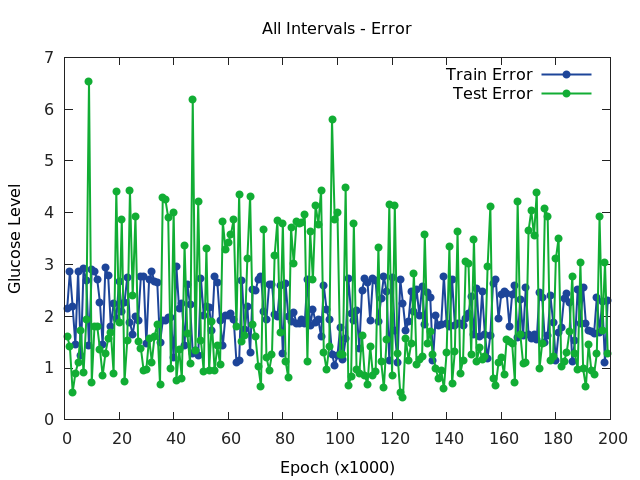 All Intervals - Error
Train Error
Test Error
Glucose Level
7
6
5
4
3
2
1
0
0 20 40 60 80 100 120 140 160 180 200
Epoch (x1000)